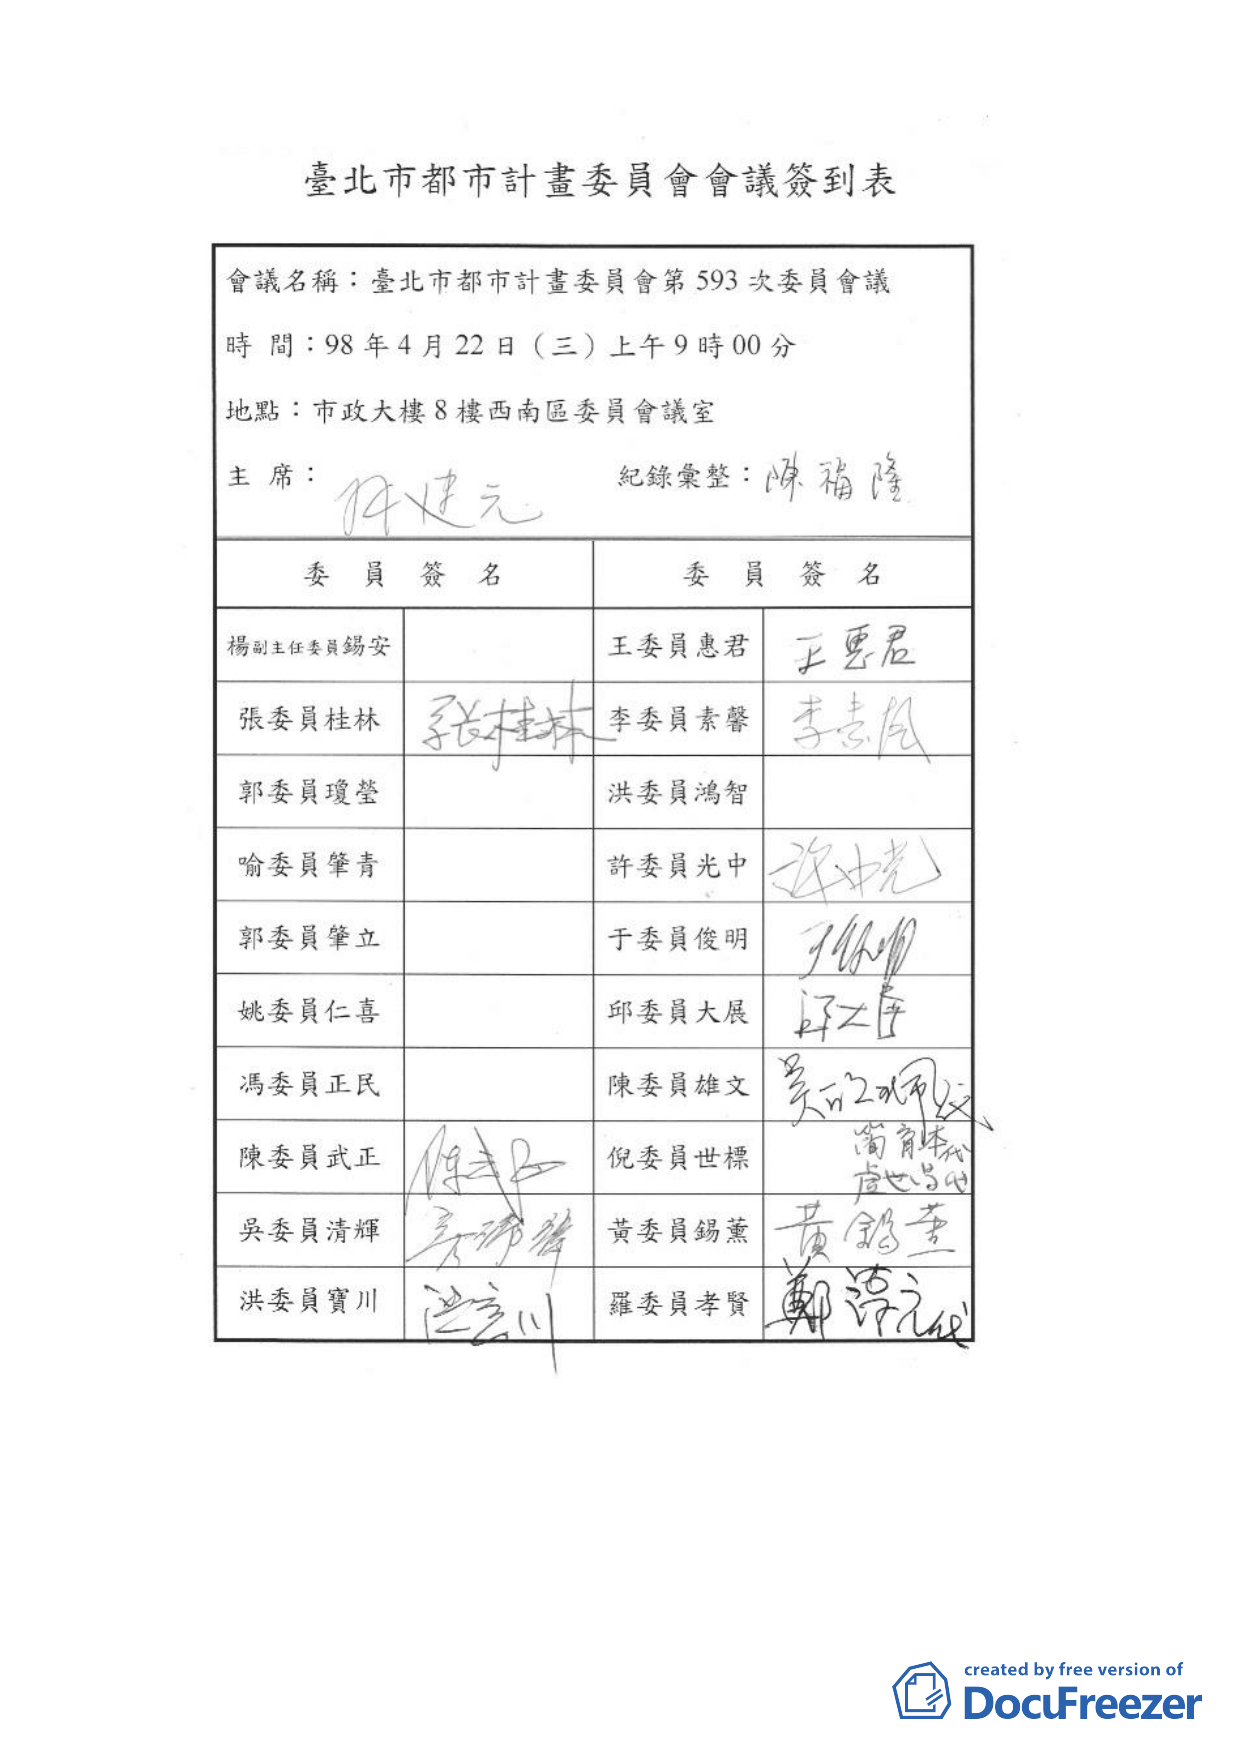 臺北市都市計畫委員會會議簽到表
會議名稱：臺北市都市計畫委員會第 593 次委員會議
時 間：98 年 4 月 22 日（三）上午 9 時 00 分
地點：市政大樓 8 樓西南區委員會議室
主 席： 林建元 紀錄彙整：陳福隆
委 員 簽 名 委 員 簽 名
楊副主任委員錫安 王委員惠君 王惠君
張委員桂林 張桂林 李委員素馨 李素
郭委員瓊瑩 洪委員鴻智
喻委員肇青 許委員光中 許中光
郭委員肇立 于委員俊明 于俊明
姚委員仁喜 邱委員大展 邱大展
馮委員正民 陳委員雄文 吳
陳委員武正 陳武正 倪委員世標 簡 代
代
吳委員清輝 黃委員錫薰 黃錫薰
洪委員寶川 洪寶川 羅委員孝賢 鄭淳元代
created by free version of
DocuFreezer